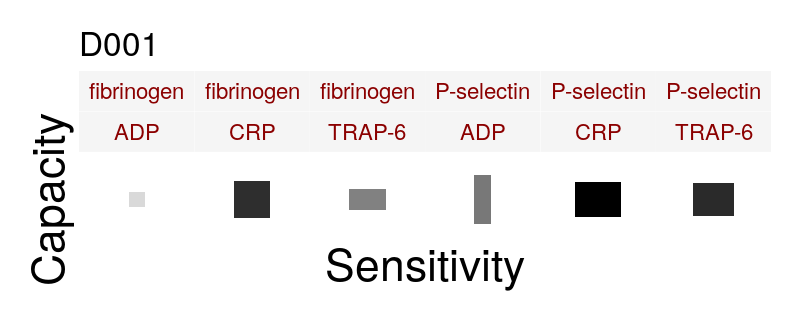 D001
fibrinogen fibrinogen fibrinogen P-selectin P-selectin P-selectin
ADP CRP TRAP-6 ADP CRP TRAP-6
Capacity
Sensitivity